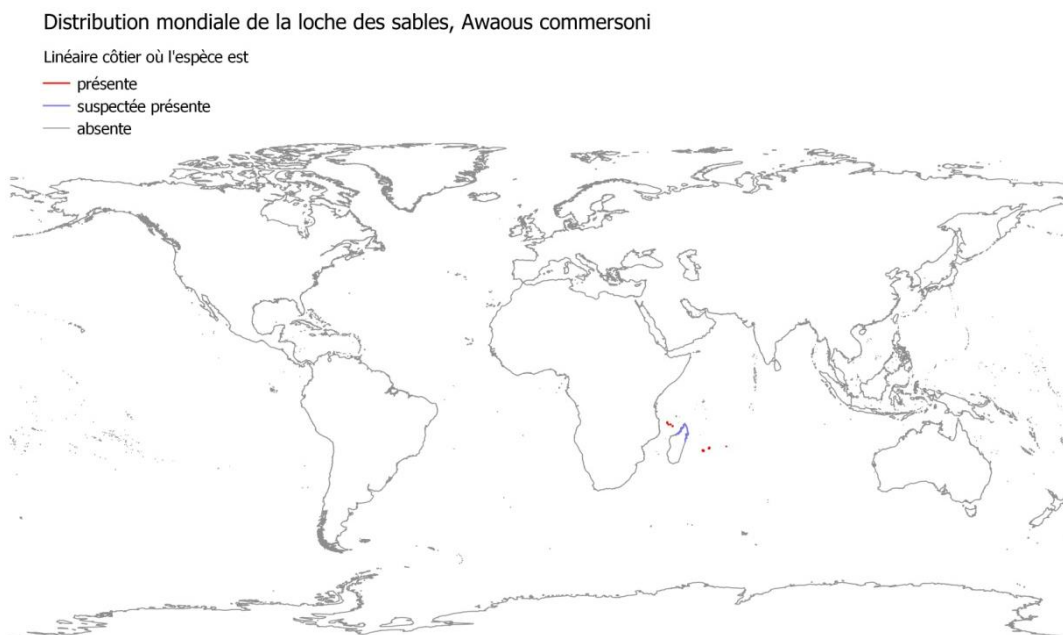 Distribution mondiale de la loche des sables, Awaous commersoni
Linéaire côtier où l'espèce est
présente
suspectée présente
absente